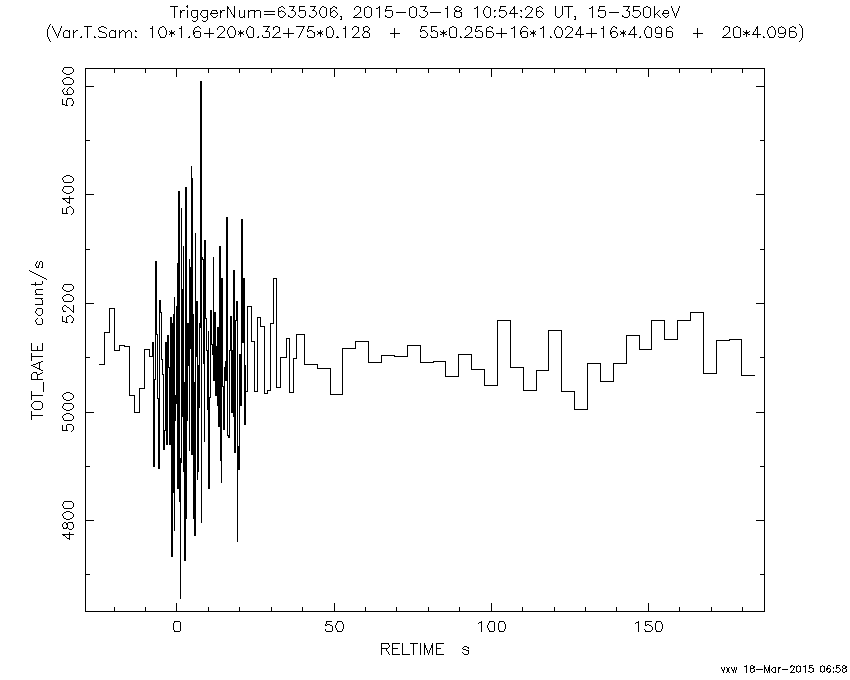 TriggerNum=635306, 2015-03-18 10:54:26 UT, 15-350keV
(Var.T.Sam: 10*1.6+20*0.32+75*0.128 + 55*0.256+16*1.024+16*4.096 + 20*4.096)
5600
5400
5200
5000
4800
TOT_RATE count/s
0 50 100 150
RELTIME s
vxw 18-Mar-2015 06:58